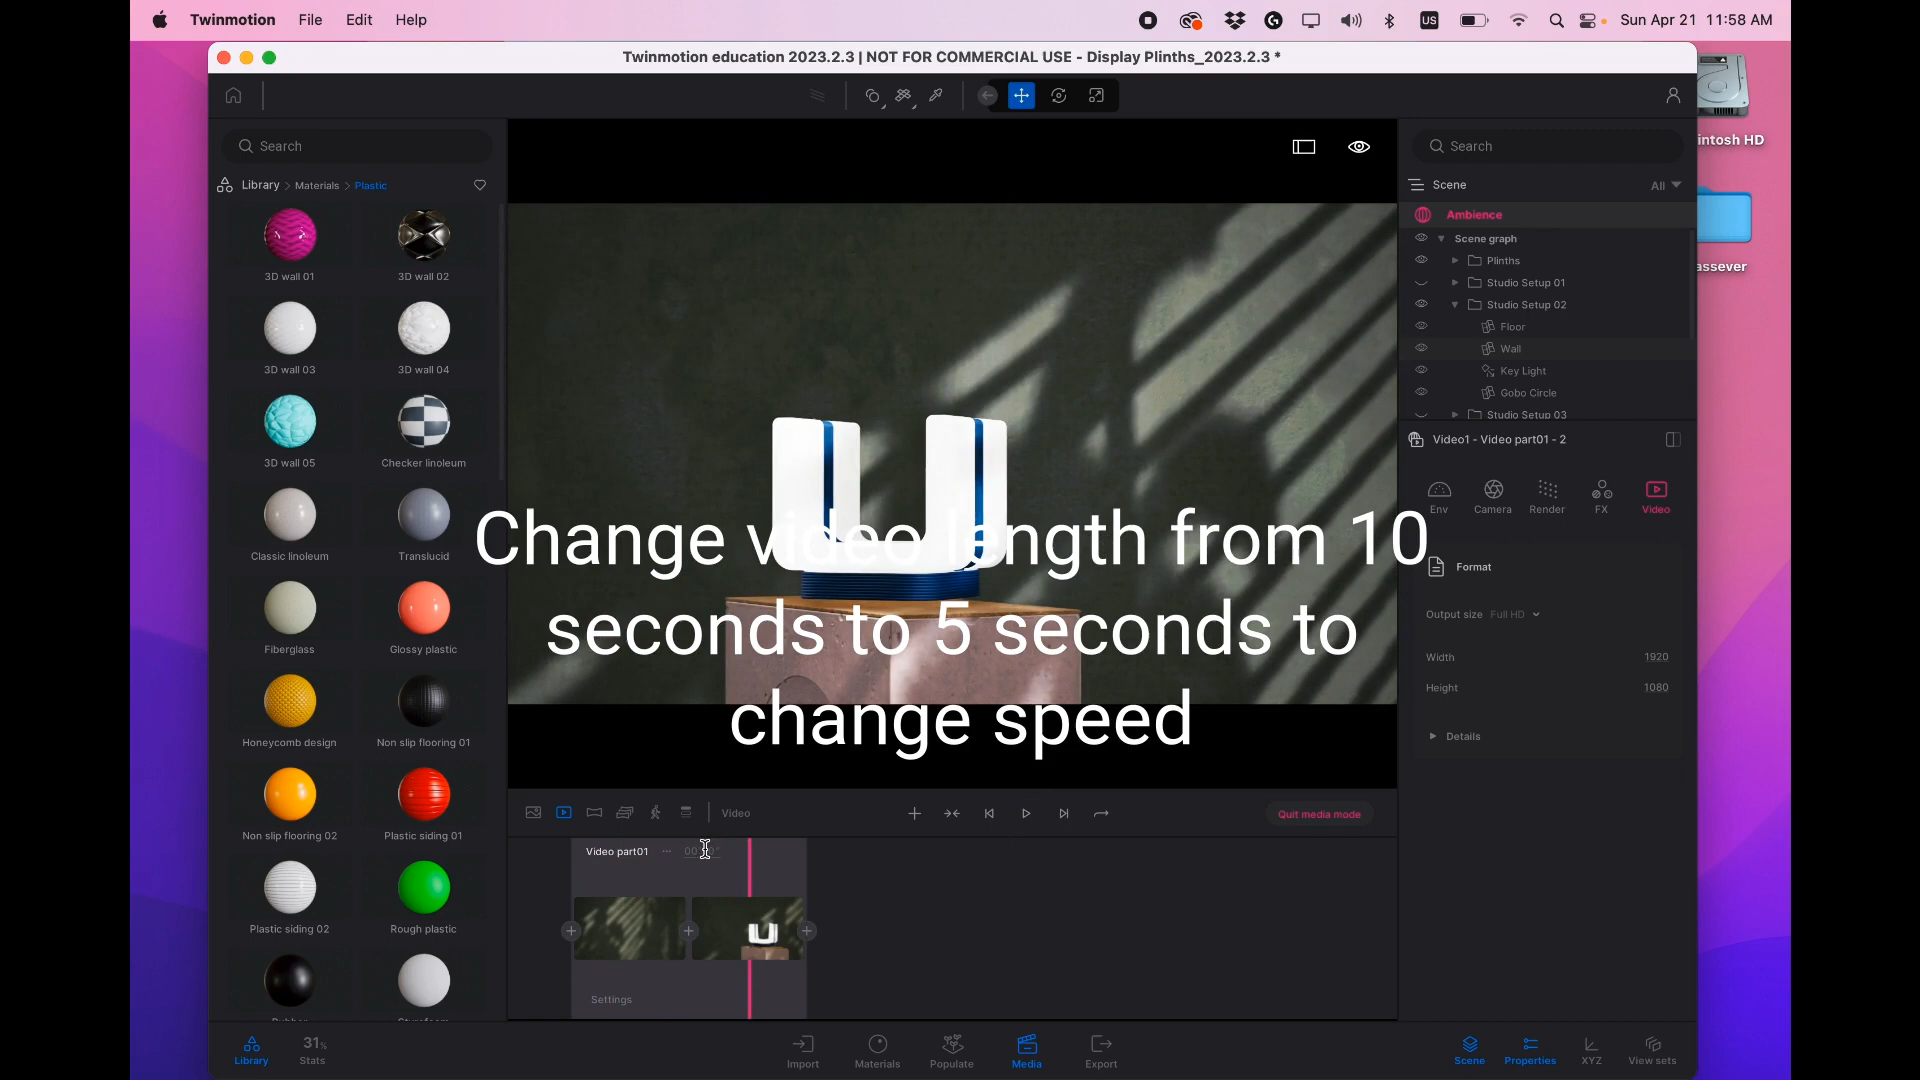 Twinmotion File Edit Help
US
Sun Apr 21 11:58 AM
Twinmotion education 2023.2.3 | NOT FOR COMMERCIAL USE - Display Plinths_2023.2.3 *
intosh HD
assever
Search
Library > Materials > Plastic
3D wall 01
3D wall 02
3D wall 03
3D wall 04
3D wall 05
Checker linoleum
Classic linoleum
Translucid
Fiberglass
Glossy plastic
Honeycomb design
Non slip flooring 01
Non slip flooring 02
Plastic siding 01
Plastic siding 02
Rough plastic
Rubber
Styrofoam
Change video length from 10
seconds to 5 seconds to
change speed
U
Search
Scene
All
Ambience
Scene graph
Plinths
Studio Setup 01
Studio Setup 02
Floor
Wall
Key Light
Gobo Circle
Studio Setup 03
Video1 - Video part01 - 2
Env
Camera
Render
FX
Video
Format
Output size Full HD
Width 1920
Height 1080
Details
Video
Quit media mode
Video part01
Settings
Library
31%
Stats
Import
Materials
Populate
Media
Export
Scene
Properties
XYZ
View sets